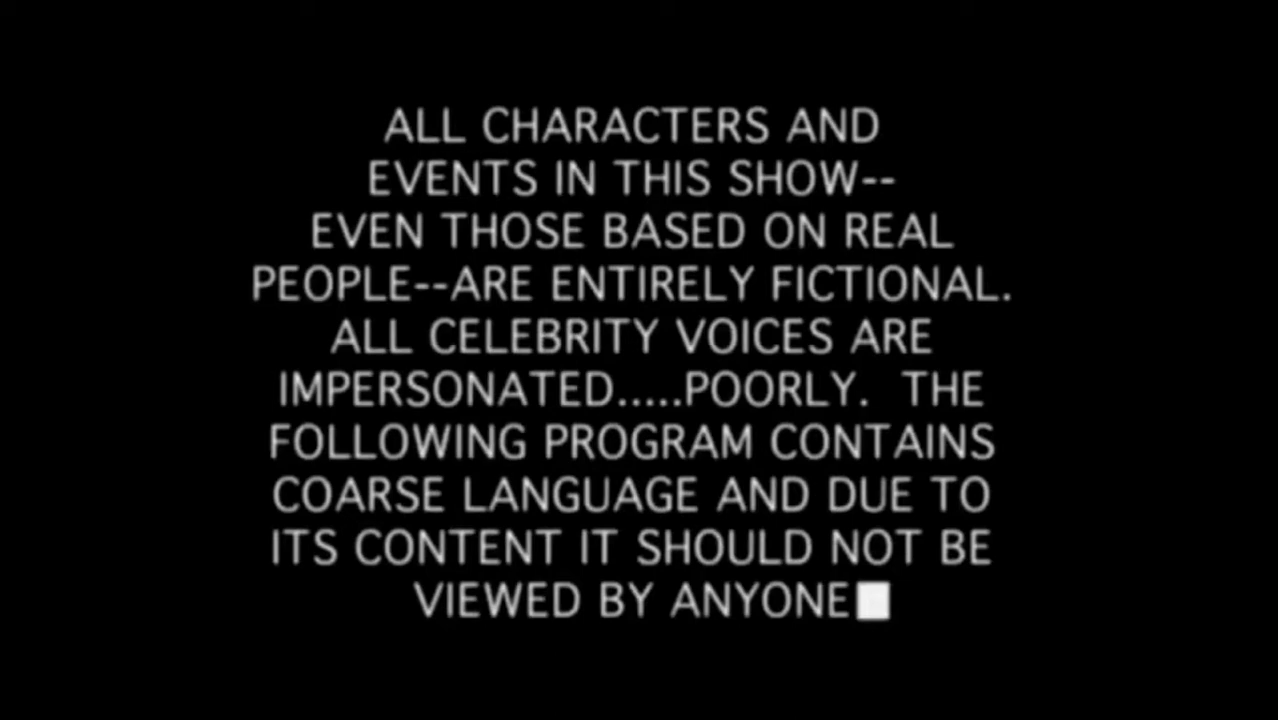 ALL CHARACTERS AND
EVENTS IN THIS SHOW--
EVEN THOSE BASED ON REAL
PEOPLE--ARE ENTIRELY FICTIONAL.
ALL CELEBRITY VOICES ARE
IMPERSONATED.....POORLY.  THE
FOLLOWING PROGRAM CONTAINS
COARSE LANGUAGE AND DUE TO
ITS CONTENT IT SHOULD NOT BE
VIEWED BY ANYONE